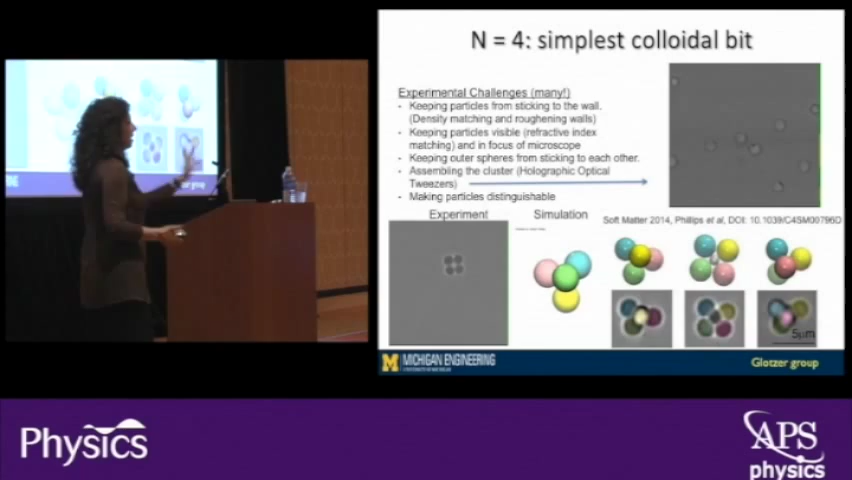 N = 4: simplest colloidal bit
Experimental Challenges (many!)
- Keeping particles from sticking to the wall.
(Density matching and roughening walls)
- Keeping particles visible (refractive index
matching) and in focus of microscope
- Keeping outer spheres from sticking to each other.
- Assembling the cluster (Holographic Optical
Tweezers)
- Making particles distinguishable
Experiment
Simulation
Soft Matter 2014, Phillips et al, DOI: 10.1039/C4SM00796D
5μm
M MICHIGAN ENGINEERING
Glotzer group
group
Physics
APS
physics